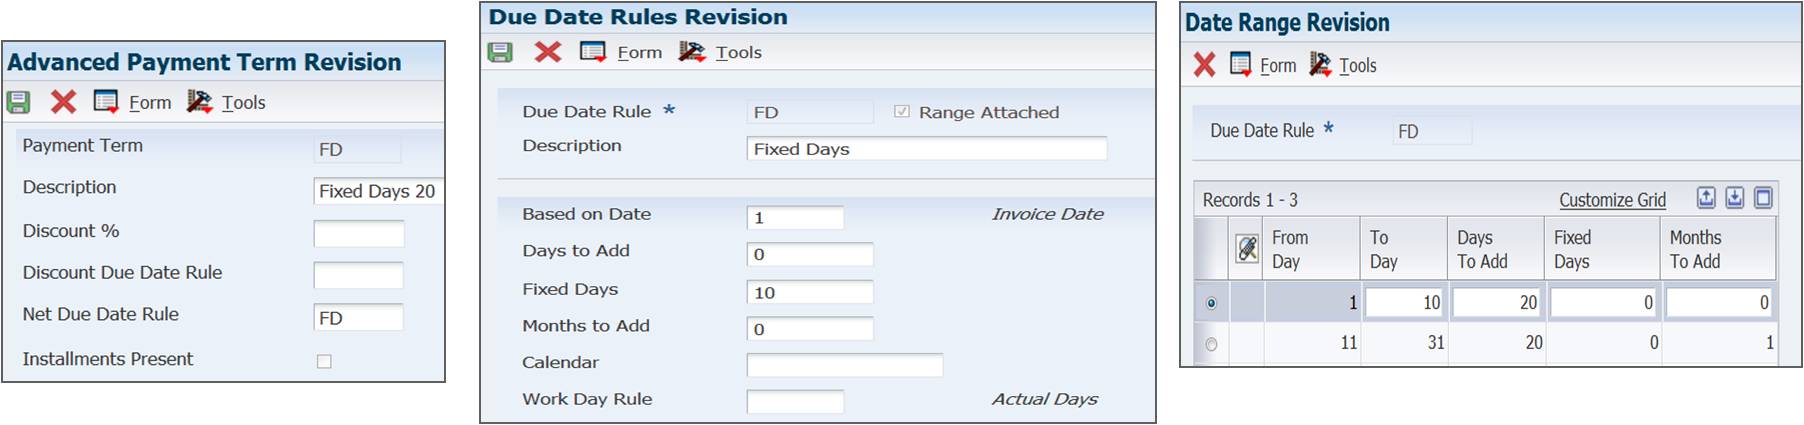 Advanced Payment Term Revision
Form Tools
Payment Term FD
Description Fixed Days 20
Discount %
Discount Due Date Rule
Net Due Date Rule FD
Installments Present
Due Date Rules Revision
Form Tools
Due Date Rule * FD Range Attached
Description Fixed Days
Based on Date 1 Invoice Date
Days to Add 0
Fixed Days 10
Months to Add 0
Calendar
Work Day Rule Actual Days
Date Range Revision
Form Tools
Due Date Rule * FD
Records 1 - 3 Customize Grid
From To Days Fixed Months
Day Day To Add Days To Add
1 10 20 0 0
11 31 20 0 1